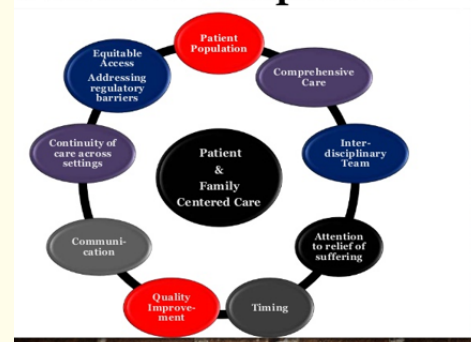 Patient
Population
Comprehensive
Care
Inter-
disciplinary
Team
Attention
to relief of
suffering
Timing
Quality
Improve-
ment
Communi-
cation
Continuity of
care across
settings
Equitable
Access
Addressing
regulatory
barriers
Patient
&
Family
Centered Care